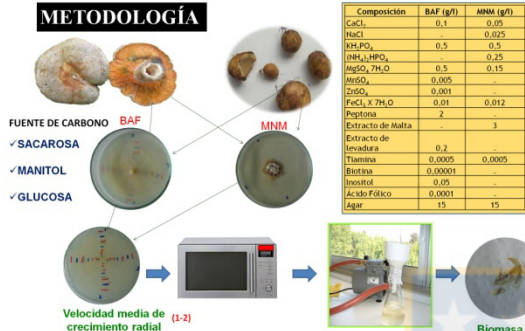 METODOLOGÍA
FUENTE DE CARBONO
✓SACAROSA
✓MANITOL
✓GLUCOSA
BAF
MNM
Composición BAF (g/l) MNM (g/l)
CaCl₂ 0,1 0,05
NaCl - 0,025
KH₂PO₄ 0,5 0,5
(NH₄)₂HPO₄ - 0,25
MgSO₄ 7H₂O 0,5 0,15
MnSO₄ 0,005 -
ZnSO₄ 0,001 -
FeCl₃ X 7H₂O 0,01 0,012
Peptona 2 -
Extracto de Malta - 3
Extracto de
levadura 0,2 -
Tiamina 0,0005 0,0005
Biotina 0,00001 -
Inositol 0,05 -
Ácido Fólico 0,0001 -
Agar 15 15
Velocidad media de
crecimiento radial (1-2)
Biomasa